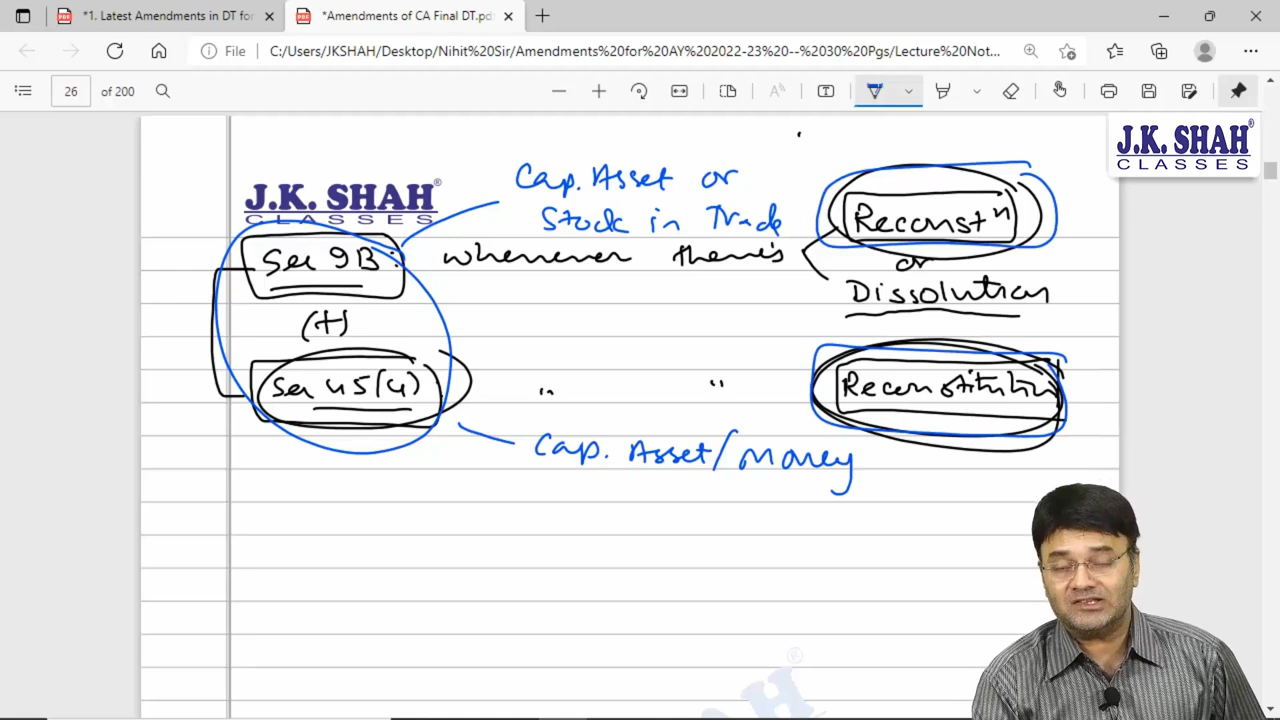 *1. Latest Amendments in DT for
*Amendments of CA Final DT.pdf
File
C:/Users/JKSHAH/Desktop/Nihit%20Sir/Amendments%20for%20AY%202022-23%20--%2030%20Pgs/Lecture%20Not...
26 of 200
J.K. SHAH®
CLASSES
J.K. SHAH®
CLASSES
Cap. Asset or
Stock in Trade
Reconstn
Sec 9B: whenever there's
or
Dissolution
(+)
Sec 45(4) " " Reconstitution
Cap. Asset/Money